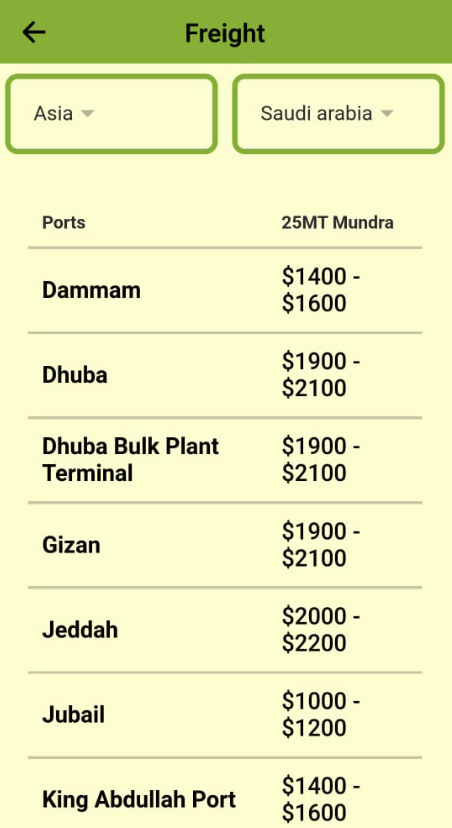 Freight
Asia
Saudi arabia
Ports
25MT Mundra
Dammam
$1400 -
$1600
Dhuba
$1900 -
$2100
Dhuba Bulk Plant
Terminal
$1900 -
$2100
Gizan
$1900 -
$2100
Jeddah
$2000 -
$2200
Jubail
$1000 -
$1200
King Abdullah Port
$1400 -
$1600